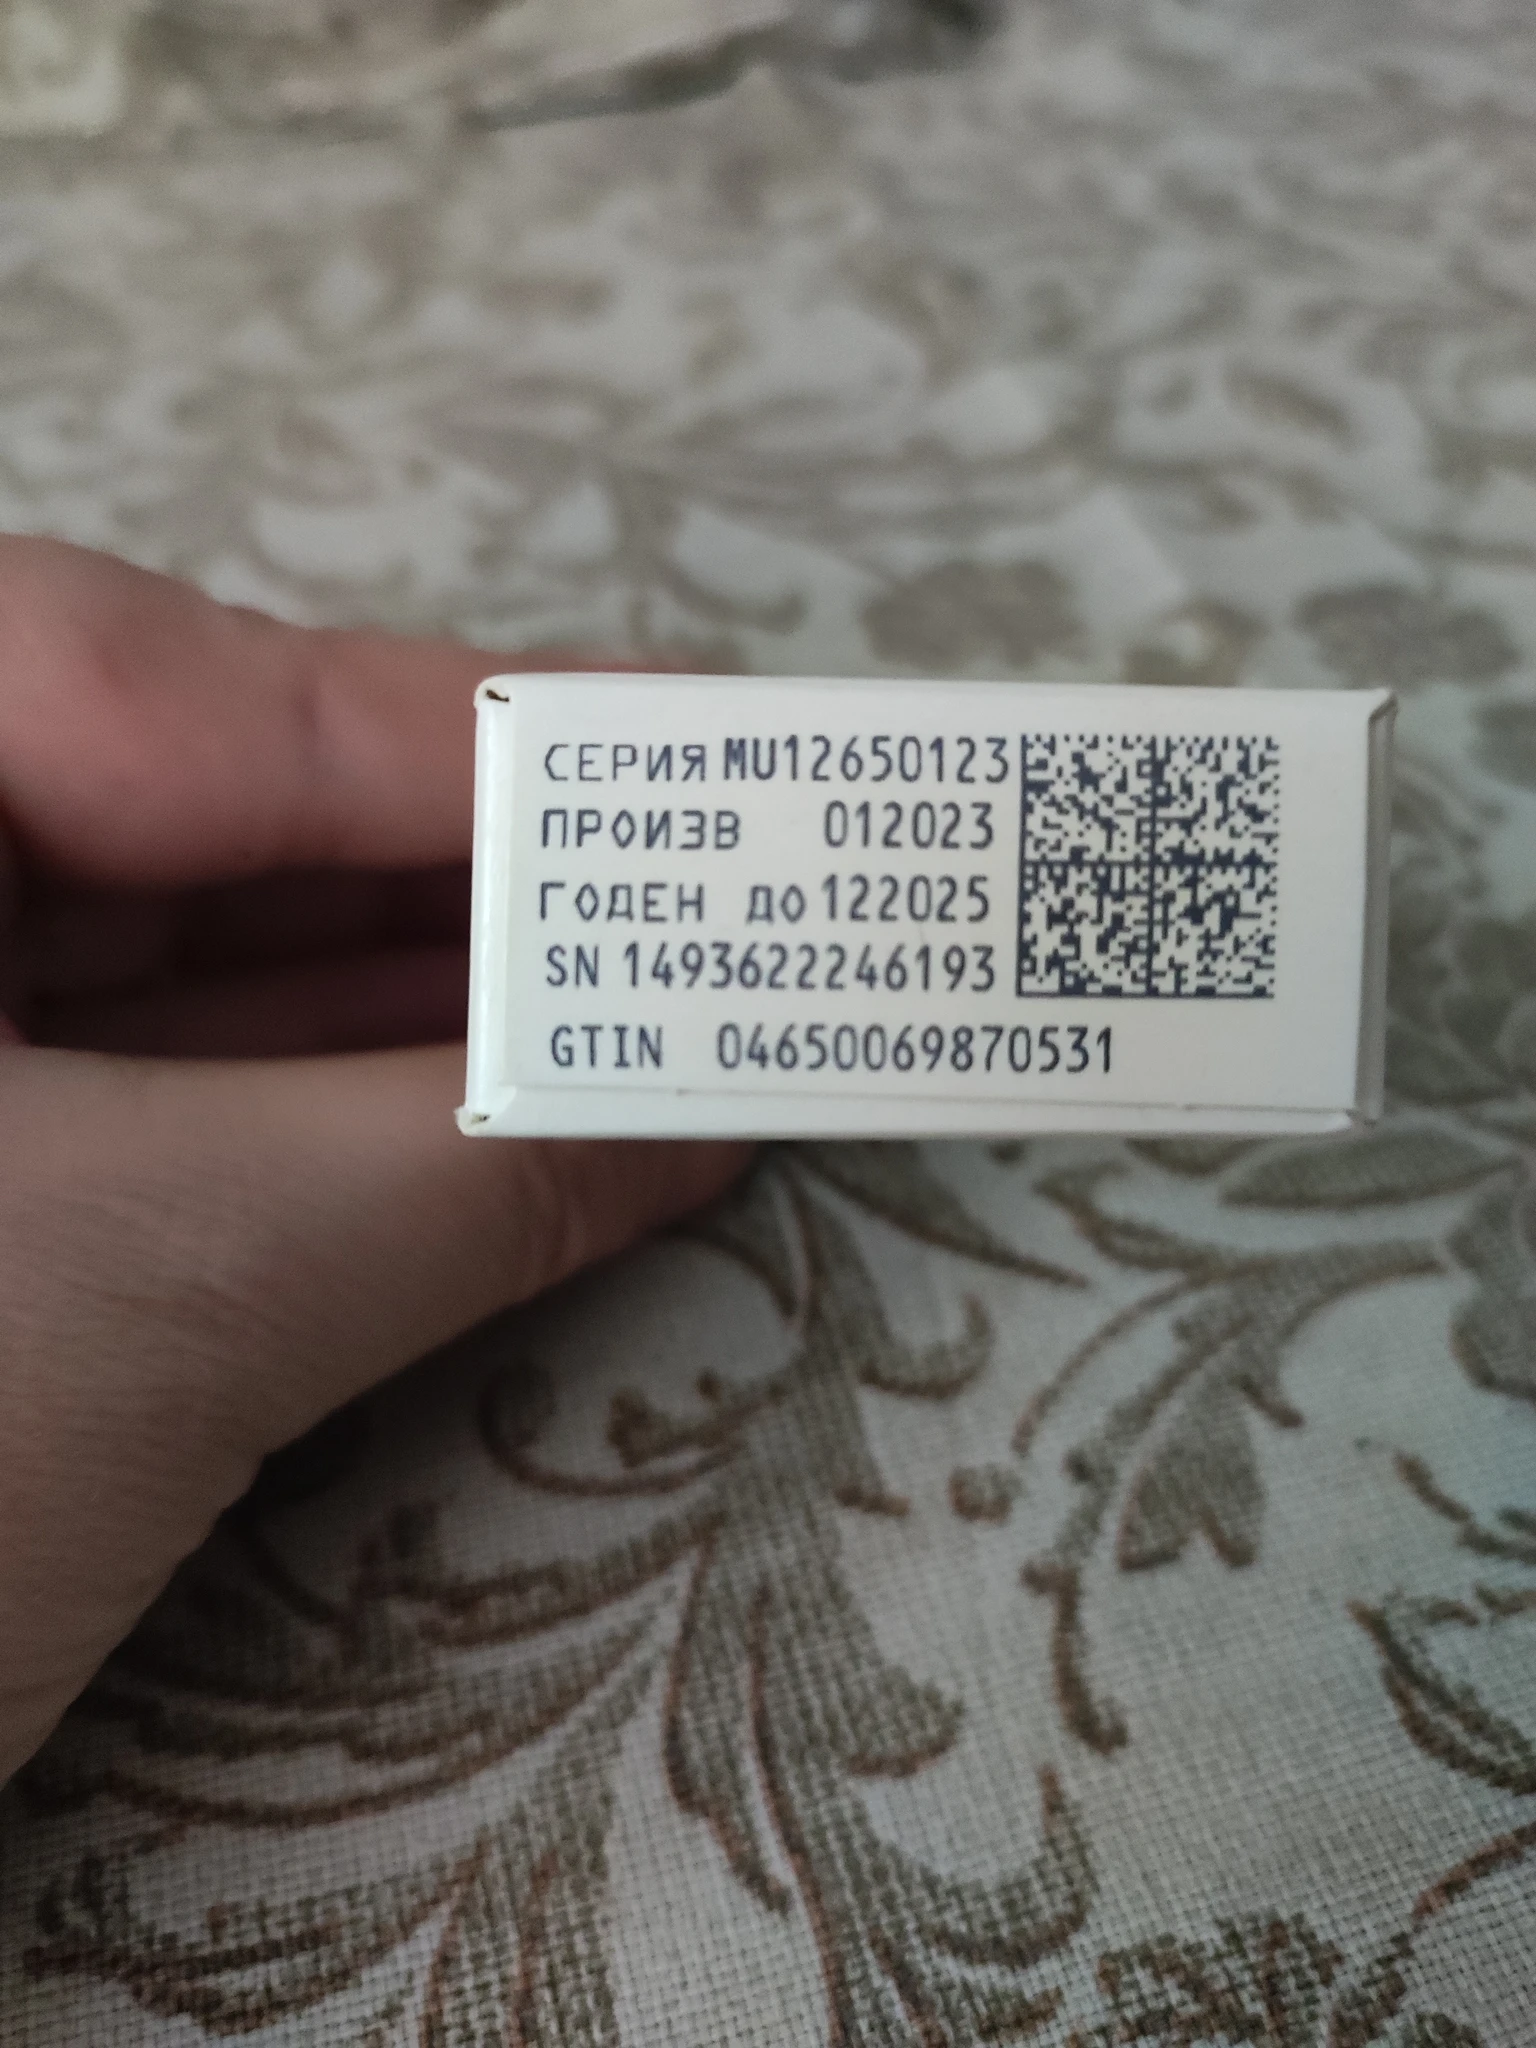 СЕРИЯ MU12650123
ПРОИЗВ 012023
ГОДЕН до 122025
SN 1493622246193
GTIN 04650069870531